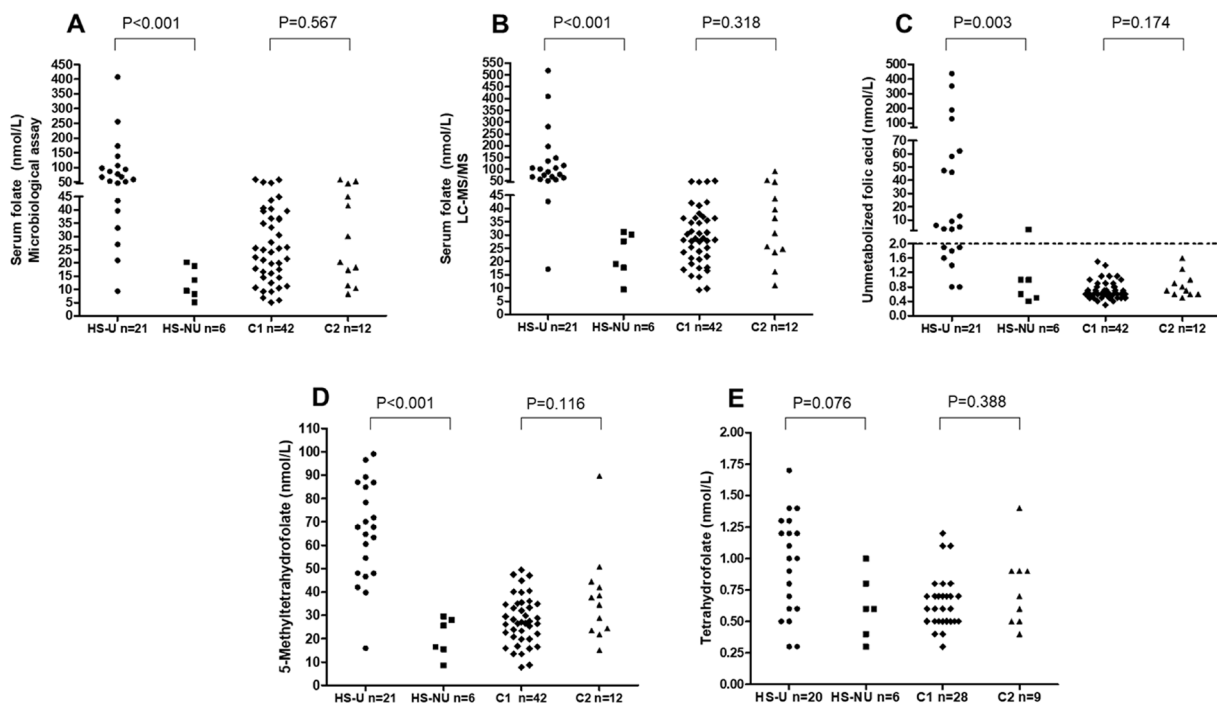 A
P<0.001
P=0.567
Serum folate (nmol/L)
Microbiological assay
450
400
350
300
250
200
150
100
50
45
40
35
30
25
20
15
10
5
0
HS-U n=21
HS-NU n=6
C1 n=42
C2 n=12
B
P<0.001
P=0.318
Serum folate (nmol/L)
LC-MS/MS
550
500
450
400
350
300
250
200
150
100
50
45
40
35
30
25
20
15
10
5
0
HS-U n=21
HS-NU n=6
C1 n=42
C2 n=12
C
P=0.003
P=0.174
Unmetabolized folic acid (nmol/L)
500
400
300
200
100
70
60
50
40
30
20
10
2.0
1.6
1.2
0.8
0.4
0.0
HS-U n=21
HS-NU n=6
C1 n=42
C2 n=12
D
P<0.001
P=0.116
5-Methyltetrahydrofolate (nmol/L)
110
100
90
80
70
60
50
40
30
20
10
0
HS-U n=21
HS-NU n=6
C1 n=42
C2 n=12
E
P=0.076
P=0.388
Tetrahydrofolate (nmol/L)
2.00
1.75
1.50
1.25
1.00
0.75
0.50
0.25
0.00
HS-U n=20
HS-NU n=6
C1 n=28
C2 n=9